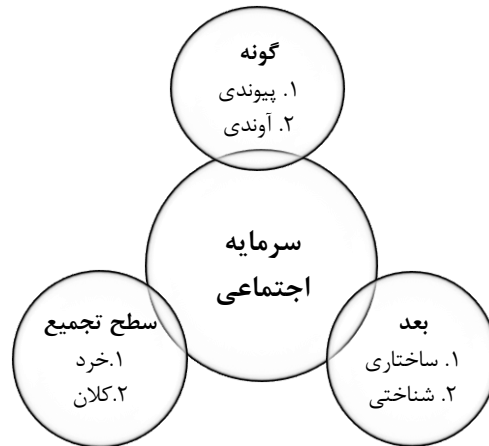 گونه
۱. پیوندی
۲. آوندی
سرمایه
اجتماعی
بعد
۱. ساختاری
۲. شناختی
سطح تجمیع
۱.خرد
۲.کلان